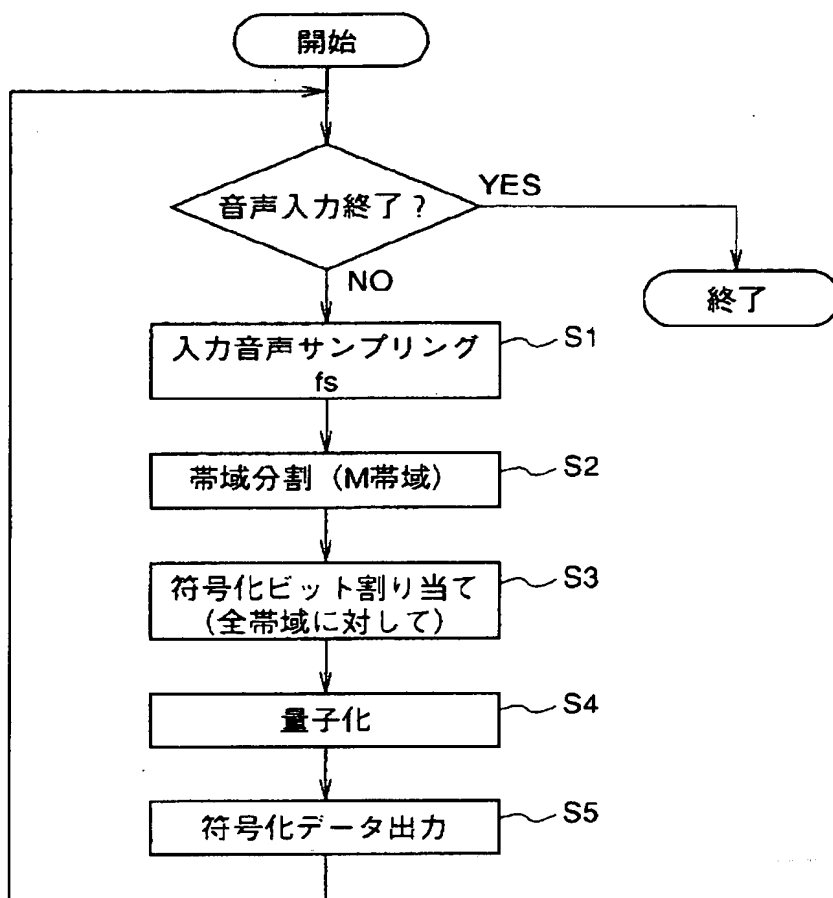 開始
音声入力終了？
YES
NO
終了
入力音声サンプリング
fs
S1
帯域分割（M帯域）
S2
符号化ビット割り当て
(全帯域に対して)
S3
量子化
S4
符号化データ出力
S5